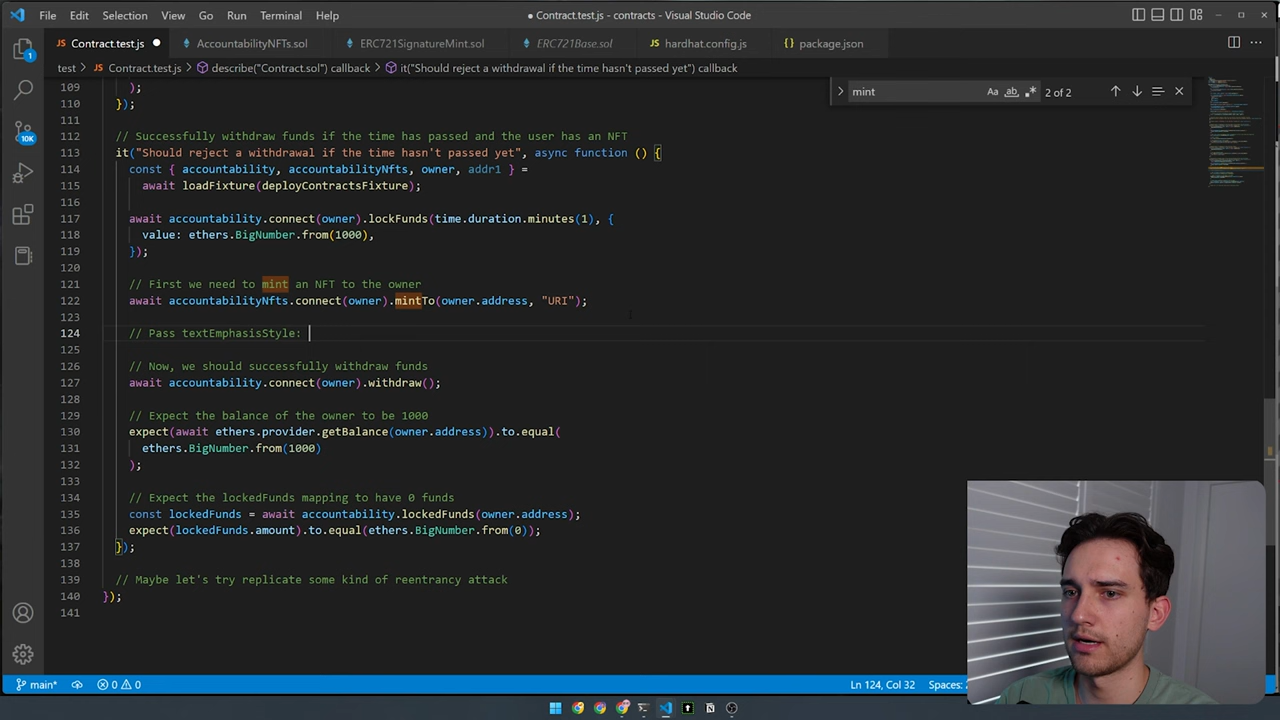 File Edit Selection View Go Run Terminal Help
● Contract.test.js - contracts - Visual Studio Code
JS Contract.test.js ● AccountabilityNFTs.sol ERC721SignatureMint.sol ERC721Base.sol JS hardhat.config.js {} package.json
test > JS Contract.test.js > describe("Contract.sol") callback > it("Should reject a withdrawal if the time hasn't passed yet") callback
mint Aa ab 2 of 2
1
10K
109 );
110 });
111
112 // Successfully withdraw funds if the time has passed and the user has an NFT
113 it("Should reject a withdrawal if the time hasn't passed yet", async function () {
114 const { accountability, accountabilityNfts, owner, addr1 } =
115 await loadFixture(deployContractsFixture);
116
117 await accountability.connect(owner).lockFunds(time.duration.minutes(1), {
118 value: ethers.BigNumber.from(1000),
119 });
120
121 // First we need to mint an NFT to the owner
122 await accountabilityNfts.connect(owner).mintTo(owner.address, "URI");
123
124 // Pass textEmphasisStyle:
125
126 // Now, we should successfully withdraw funds
127 await accountability.connect(owner).withdraw();
128
129 // Expect the balance of the owner to be 1000
130 expect(await ethers.provider.getBalance(owner.address)).to.equal(
131 ethers.BigNumber.from(1000)
132 );
133
134 // Expect the lockedFunds mapping to have 0 funds
135 const lockedFunds = await accountability.lockedFunds(owner.address);
136 expect(lockedFunds.amount).to.equal(ethers.BigNumber.from(0));
137 });
138
139 // Maybe let's try replicate some kind of reentrancy attack
140 });
141
main* 0 0 Ln 124, Col 32 Spaces: